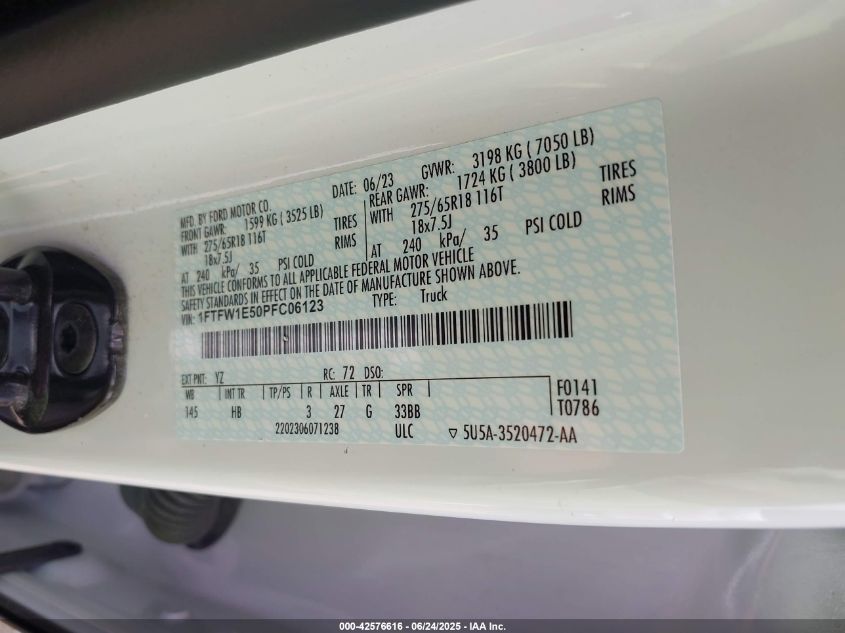 MFD. BY FORD MOTOR CO.
DATE: 06/23 GVWR: 3198 KG ( 7050 LB)
FRONT GAWR: 1599 KG ( 3525 LB) REAR GAWR: 1724 KG ( 3800 LB)
WITH 275/65R18 116T TIRES WITH 275/65R18 116T TIRES
18x7.5J RIMS 18x7.5J RIMS
AT 240 kPa/ 35 PSI COLD AT 240 kPa/ 35 PSI COLD
THIS VEHICLE CONFORMS TO ALL APPLICABLE FEDERAL MOTOR VEHICLE
SAFETY STANDARDS IN EFFECT ON THE DATE OF MANUFACTURE SHOWN ABOVE.
VIN: 1FTFW1E50PFC06123 TYPE: Truck
EXT PNT: YZ RC: 72 DSO:
WB INT TR TP/PS R AXLE TR SPR F0141
145 HB 3 27 G 33BB T0786
2202306071238 ULC ▽ 5U5A-3520472-AA
000-42576616 - 06/24/2025 - IAA Inc.